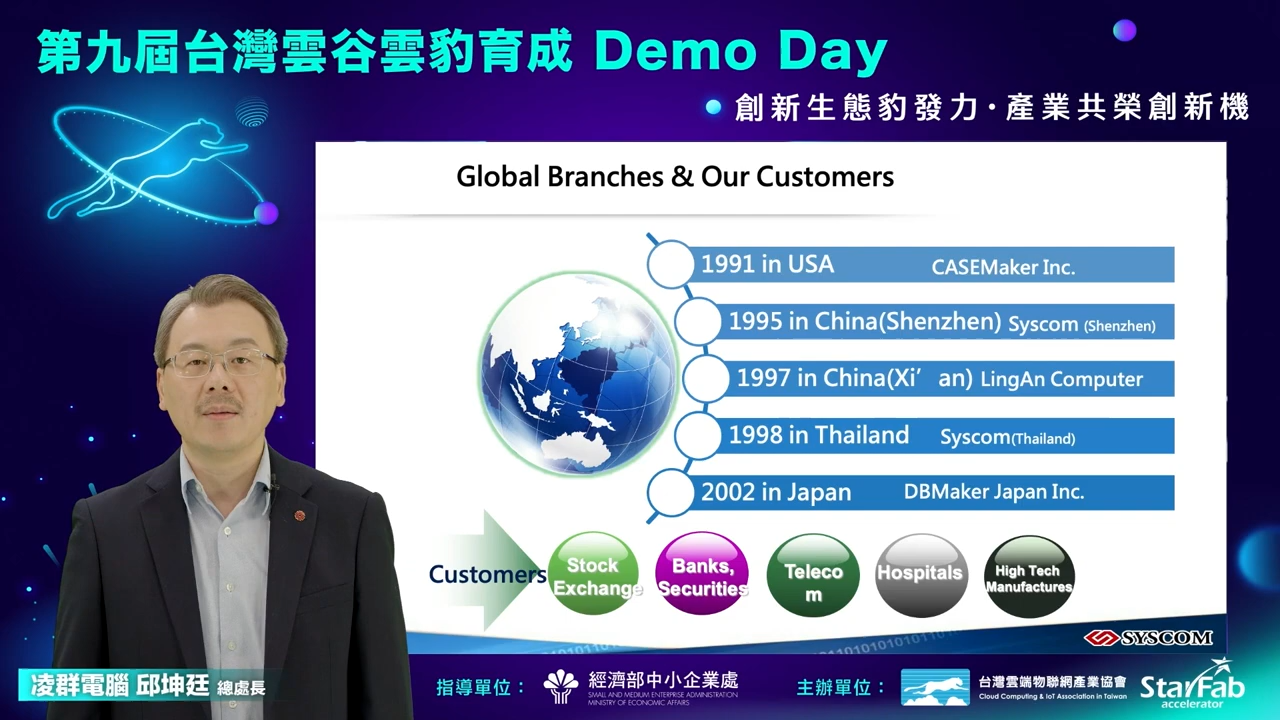 第九屆台灣雲谷雲豹育成 Demo Day
創新生態豹發力·產業共榮創新機
Global Branches & Our Customers
1991 in USA CASEMaker Inc.
1995 in China(Shenzhen) Syscom (Shenzhen)
1997 in China(Xi’an) LingAn Computer
1998 in Thailand Syscom(Thailand)
2002 in Japan DBMaker Japan Inc.
Customers
Stock
Exchange
Banks,
Securities
Teleco
m
Hospitals
High Tech
Manufactures
SYSCOM
凌群電腦 邱坤廷 總處長
指導單位：
經濟部中小企業處
SMALL AND MEDIUM ENTERPRISE ADMINISTRATION
MINISTRY OF ECONOMIC AFFAIRS
主辦單位：
台灣雲端物聯網產業協會
Cloud Computing & IoT Association in Taiwan
StarFab
accelerator